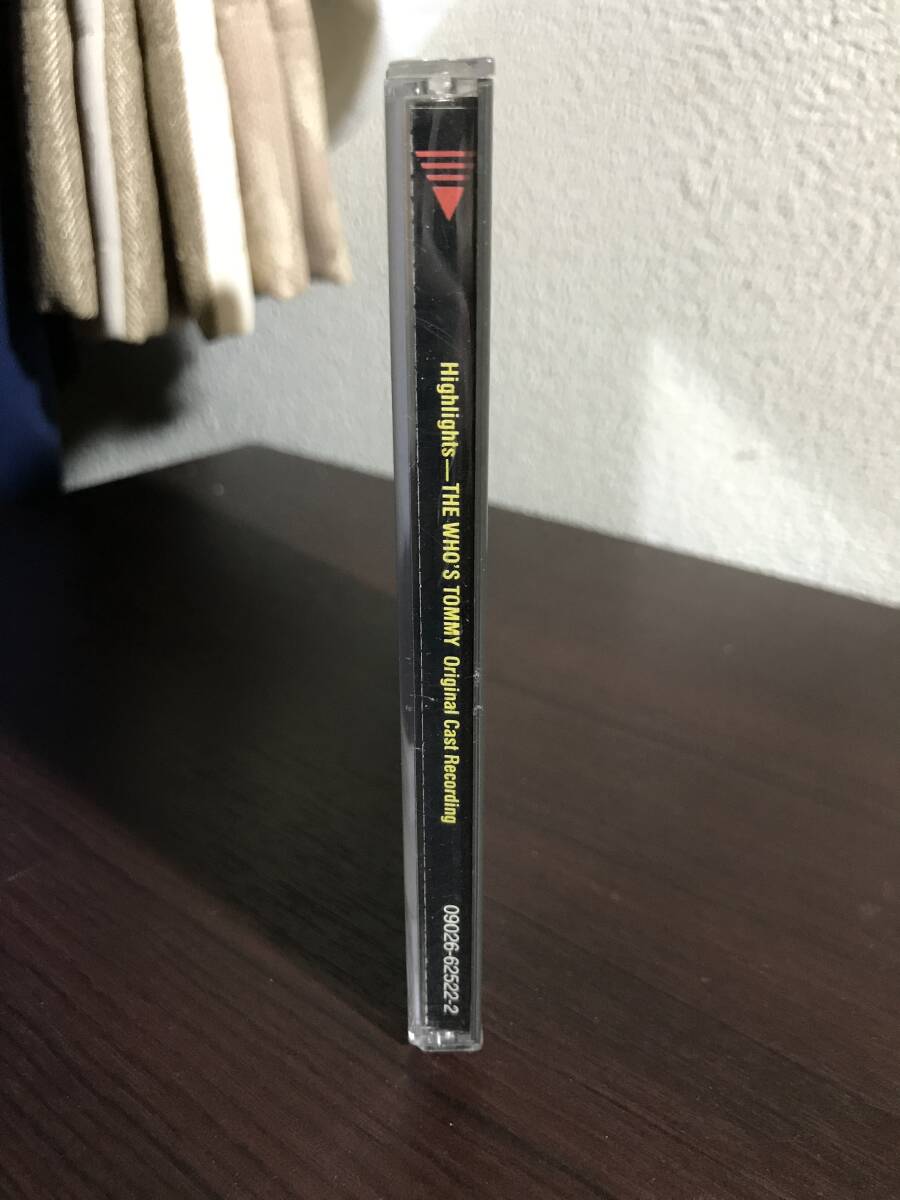 Highlights—THE WHO'S TOMMY Original Cast Recording
09026-62522-2